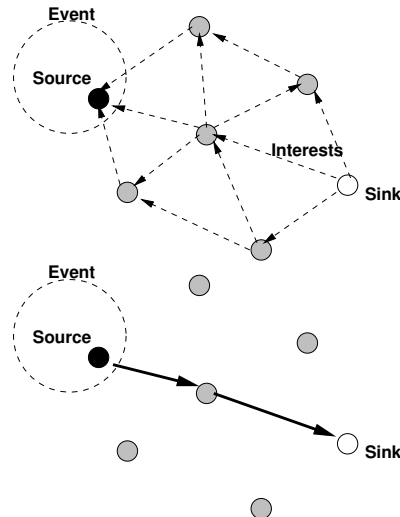 Event
Source
Interests
Sink
Event
Source
Sink